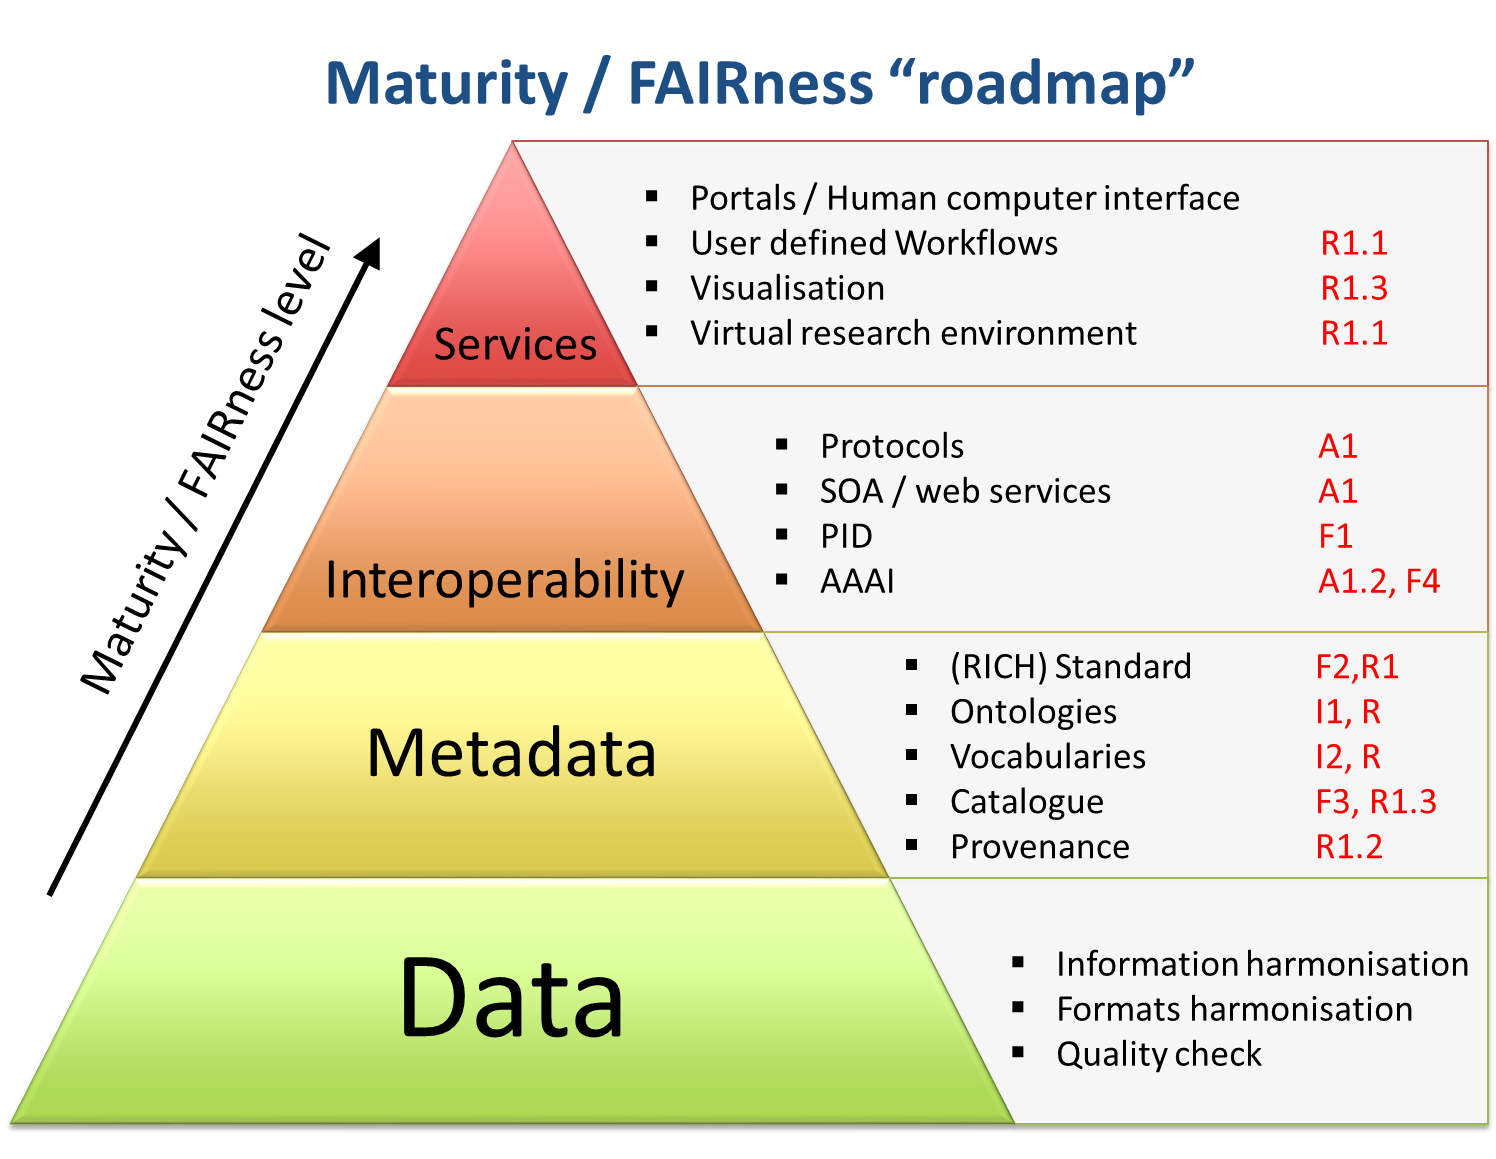 Maturity / FAIRness “roadmap”
Maturity / FAIRness level
Services
▪ Portals / Human computer interface
▪ User defined Workflows R1.1
▪ Visualisation R1.3
▪ Virtual research environment R1.1
Interoperability
▪ Protocols A1
▪ SOA / web services A1
▪ PID F1
▪ AAAI A1.2, F4
Metadata
▪ (RICH) Standard F2,R1
▪ Ontologies I1, R
▪ Vocabularies I2, R
▪ Catalogue F3, R1.3
▪ Provenance R1.2
Data
▪ Information harmonisation
▪ Formats harmonisation
▪ Quality check